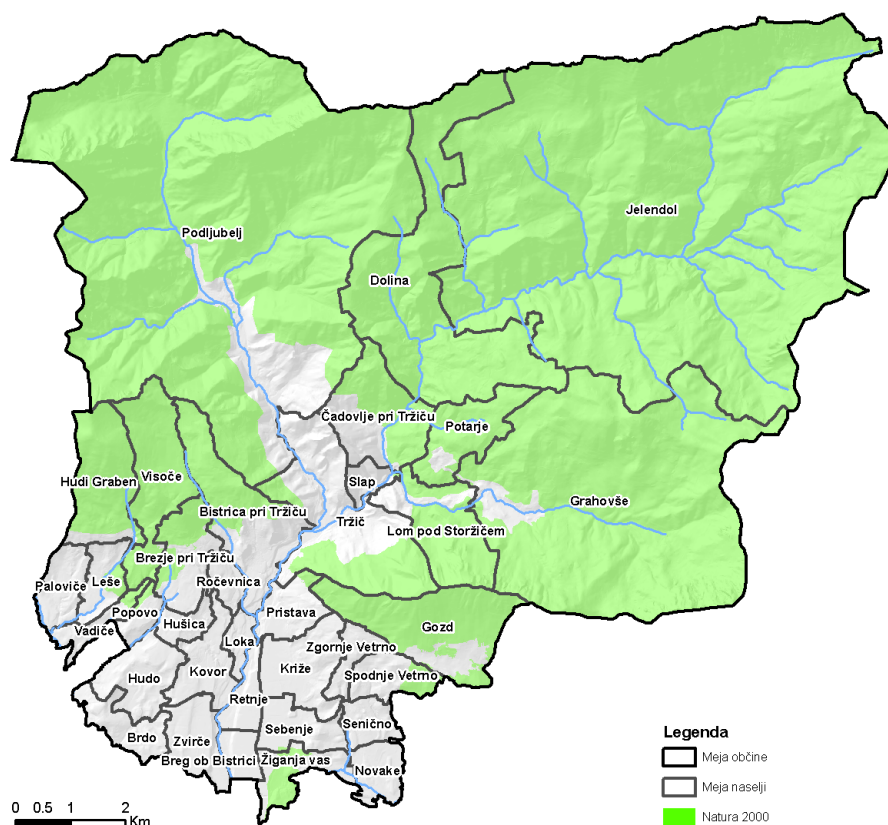 Jelendol
Podljubelj
Dolina
Čadovlje pri Tržiču
Potarje
Visoče
Hudi Graben
Slap
Grahovše
Bistrica pri Tržiču
Tržič
Lom pod Storžičem
Brezje pri Tržiču
Paloviče
Leše
Ročevnica
Popovo
Pristava
Hušica
Vadiče
Gozd
Loka
Zgornje Vetrno
Križe
Kovor
Spodnje Vetrno
Hudo
Retnje
Senično
Sebenje
Brdo
Zvirče
Breg ob Bistrici
Žiganja vas
Novake
Legenda
Meja občine
Meja naselji
Natura 2000
0 0.5 1 2
Km